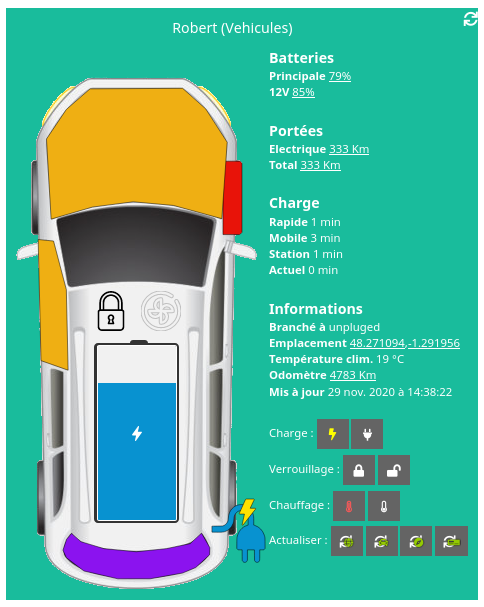 Robert (Vehicules)
Batteries
Principale 79%
12V 85%
Portées
Electrique 333 Km
Total 333 Km
Charge
Rapide 1 min
Mobile 3 min
Station 1 min
Actuel 0 min
Informations
Branché à unpluged
Emplacement 48.271094,-1.291956
Température clim. 19 °C
Odomètre 4783 Km
Mis à jour 29 nov. 2020 à 14:38:22
Charge :
Verrouillage :
Chauffage :
Actualiser :